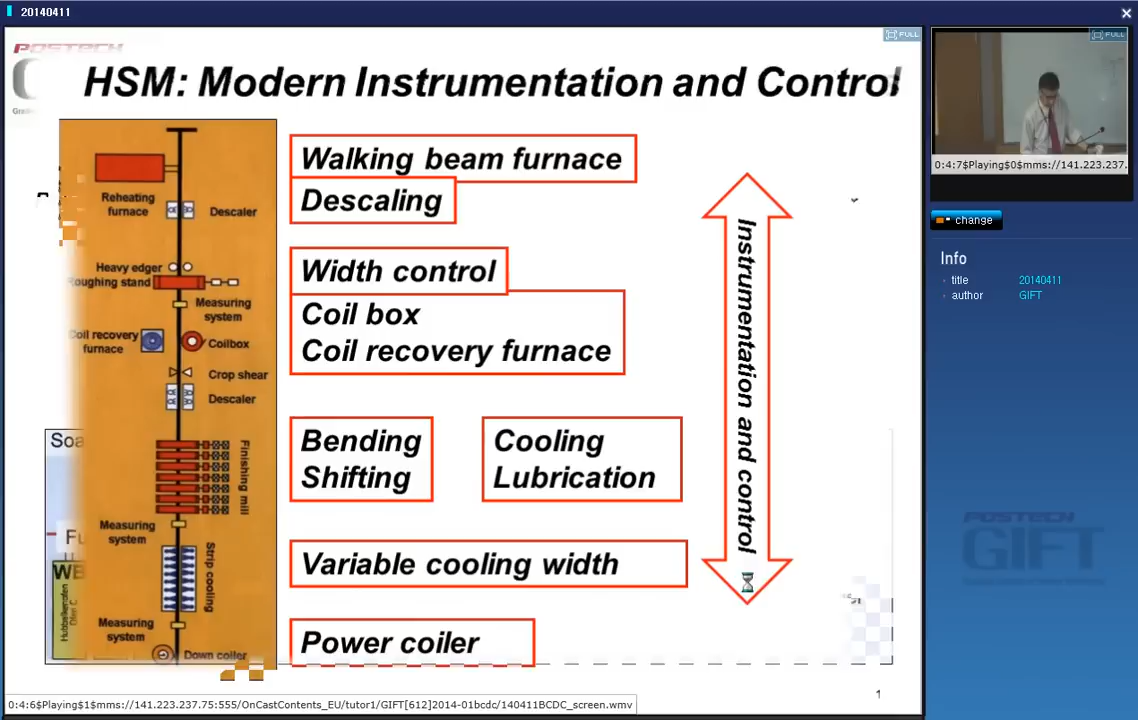 20140411
POSTECH
FULL
HSM: Modern Instrumentation and Control
Walking beam furnace
Descaling
Width control
Coil box
Coil recovery furnace
Bending
Shifting
Cooling
Lubrication
Variable cooling width
Power coiler
Instrumentation and control
Reheating
furnace
Descaler
Heavy edger
Roughing stand
Measuring
system
Coil recovery
furnace
Coilbox
Crop shear
Descaler
Finishing mill
Measuring
system
Strip cooling
Measuring
system
Down coiler
Soa
Fu
WB
Hubbalkenofen
1
0:4:6$Playing$1$mms://141.223.237.75:555/OnCastContents_EU/tutor1/GIFT[612]2014-01bcdc/140411BCDC_screen.wmv
FULL
0:4:7$Playing$0$mms://141.223.237.
change
Info
title 20140411
author GIFT
POSTECH
GIFT